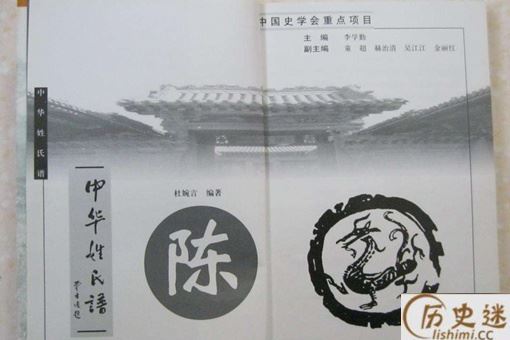 中国史学会重点项目
主编 李学勤
副主编 童超 赫治清 吴江江 金丽红
中华姓氏谱
中华姓氏谱
杜婉言 编著
陈
历史迷
lishimi.cc